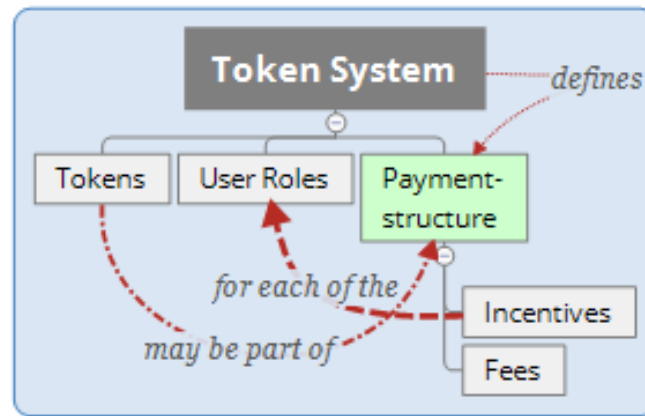 Token System
defines
Tokens
User Roles
Payment-
structure
for each of the
Incentives
may be part of
Fees